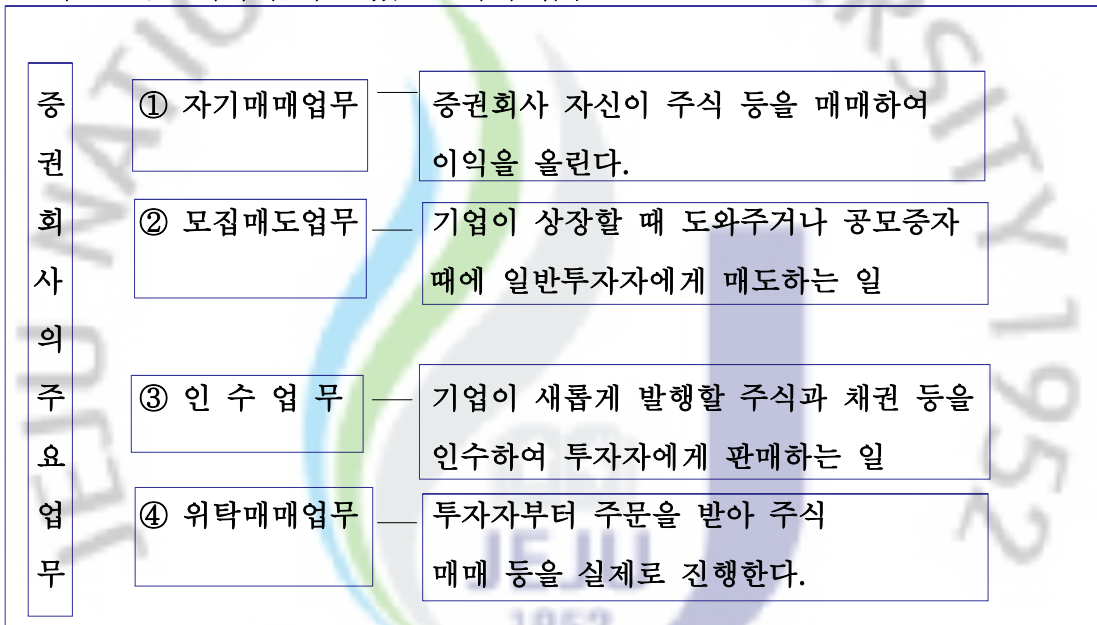 증권회사의주요업무
① 자기매매업무
증권회사 자신이 주식 등을 매매하여
이익을 올린다.
② 모집매도업무
기업이 상장할 때 도와주거나 공모증자
때에 일반투자자에게 매도하는 일
③ 인 수 업 무
기업이 새롭게 발행할 주식과 채권 등을
인수하여 투자자에게 판매하는 일
④ 위탁매매업무
투자자부터 주문을 받아 주식
매매 등을 실제로 진행한다.
JEJU
1952
JEJU NATIO
ERSITY 1952